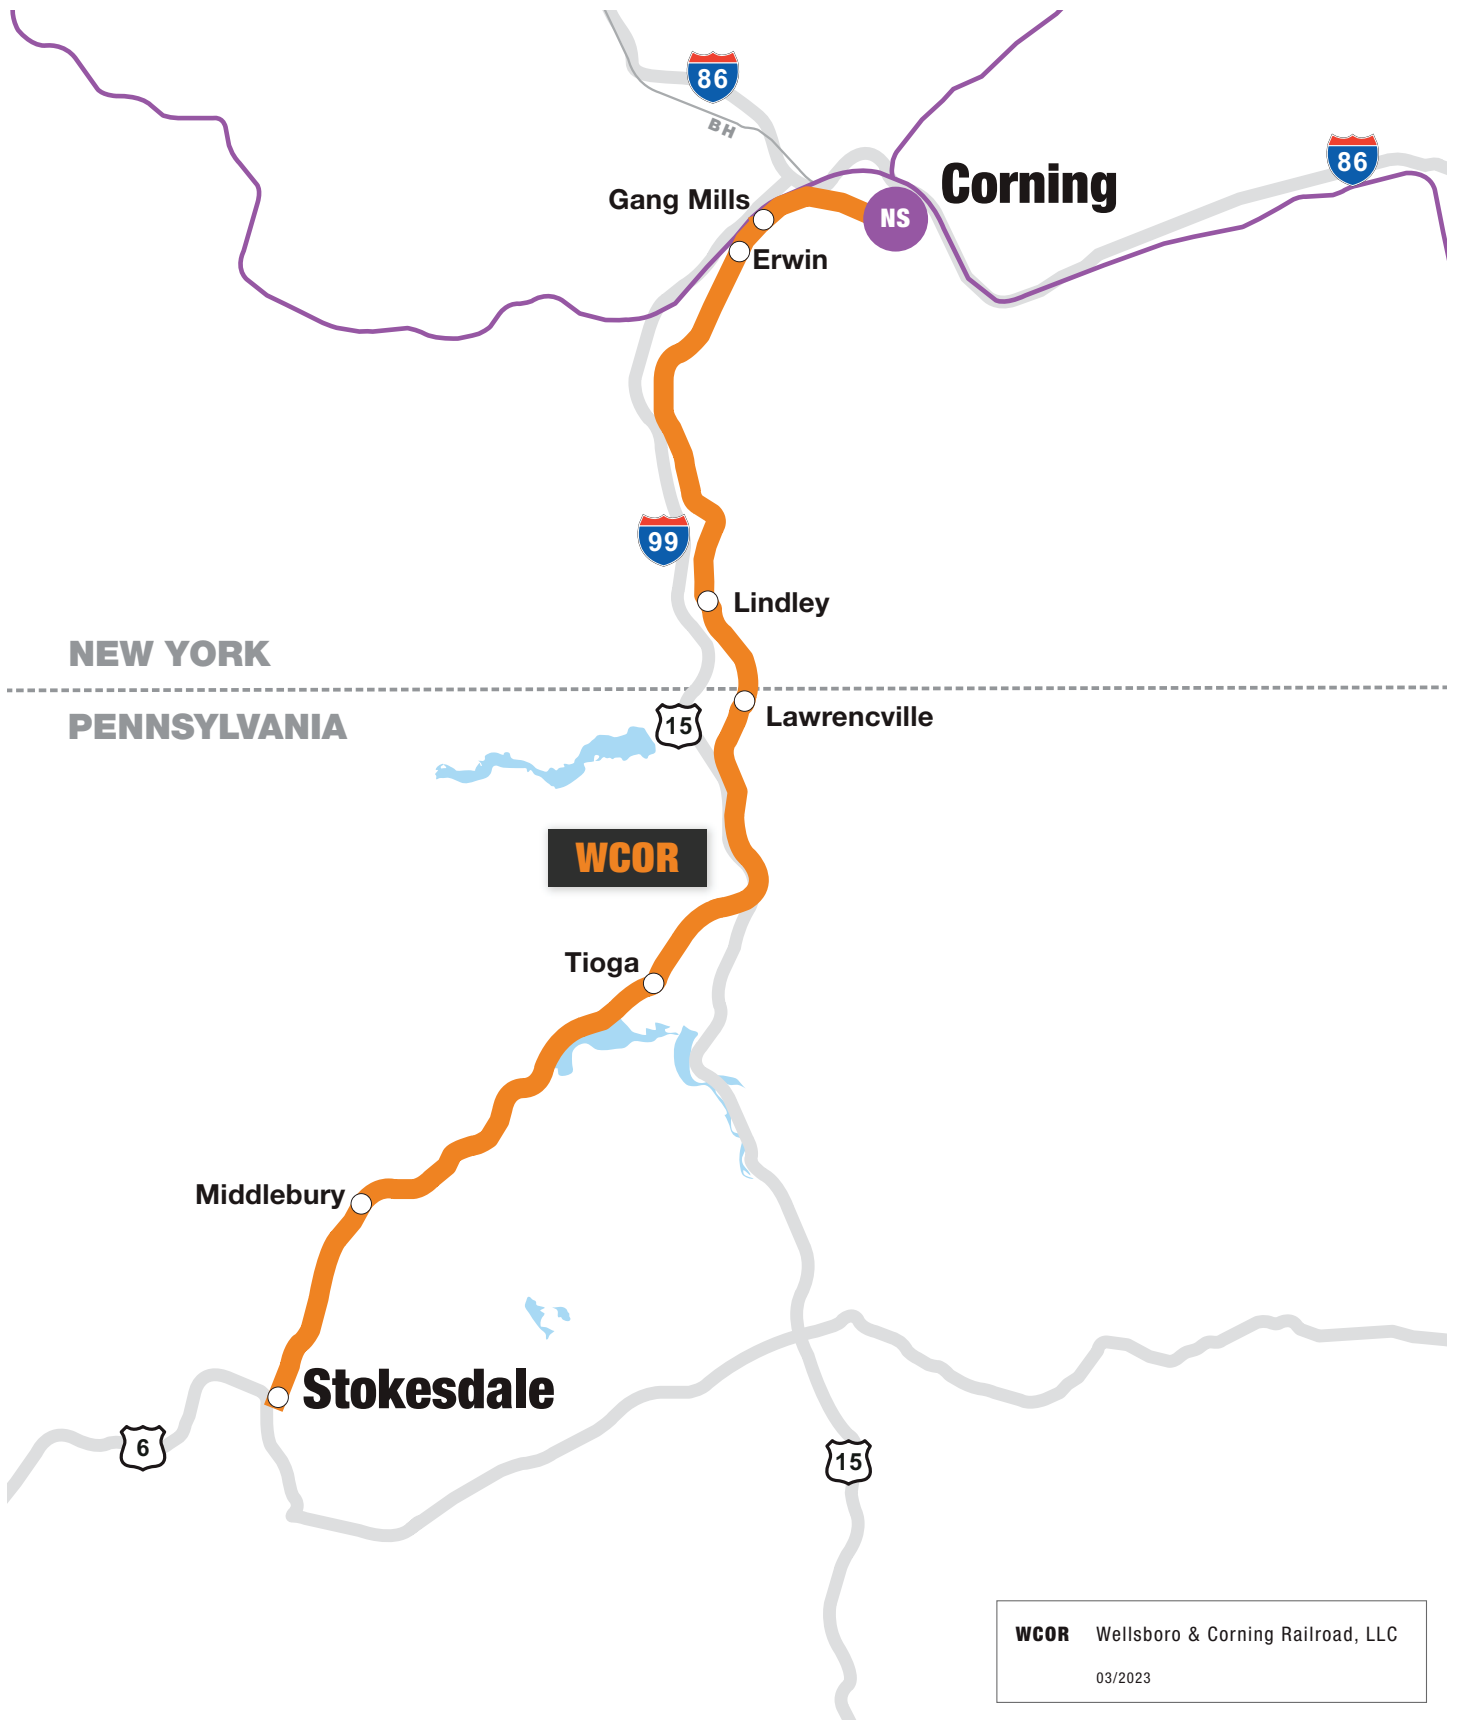 86
BH
86
Corning
Gang Mills
NS
Erwin
99
Lindley
NEW YORK
PENNSYLVANIA
15
Lawrencville
WCOR
Tioga
Middlebury
Stokesdale
6
15
WCOR Wellsboro & Corning Railroad, LLC
03/2023